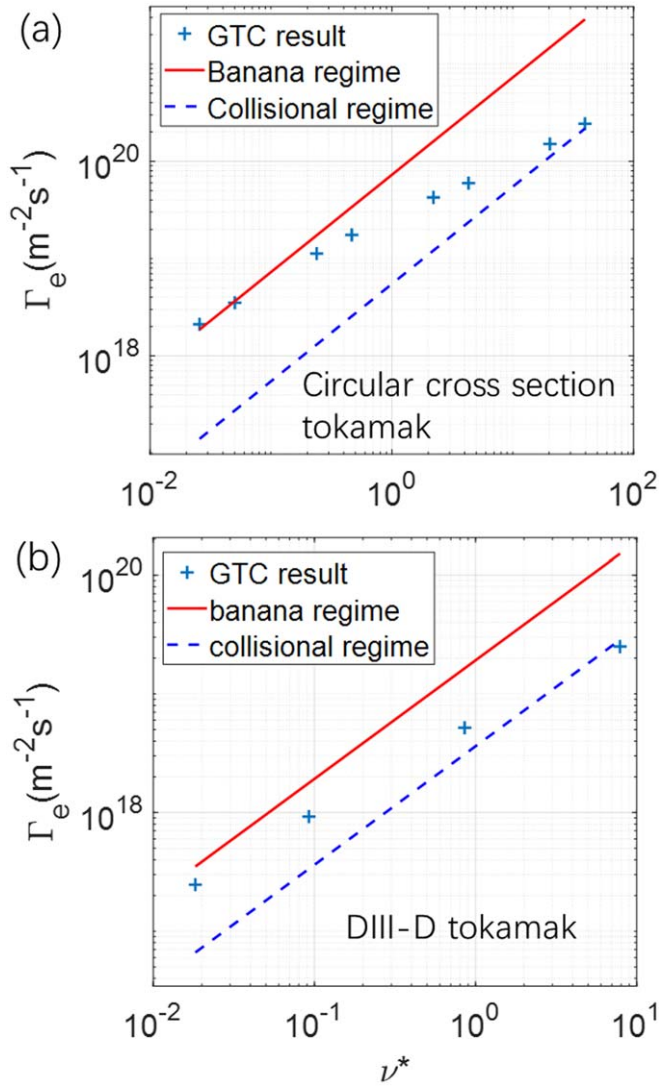 (a)
GTC result
Banana regime
Collisional regime
10^20
10^18
Γ_e(m^-2s^-1)
Circular cross section
tokamak
10^-2
10^0
10^2
(b)
GTC result
banana regime
collisional regime
10^20
10^18
Γ_e(m^-2s^-1)
DIII-D tokamak
10^-2
10^-1
10^0
10^1
ν*